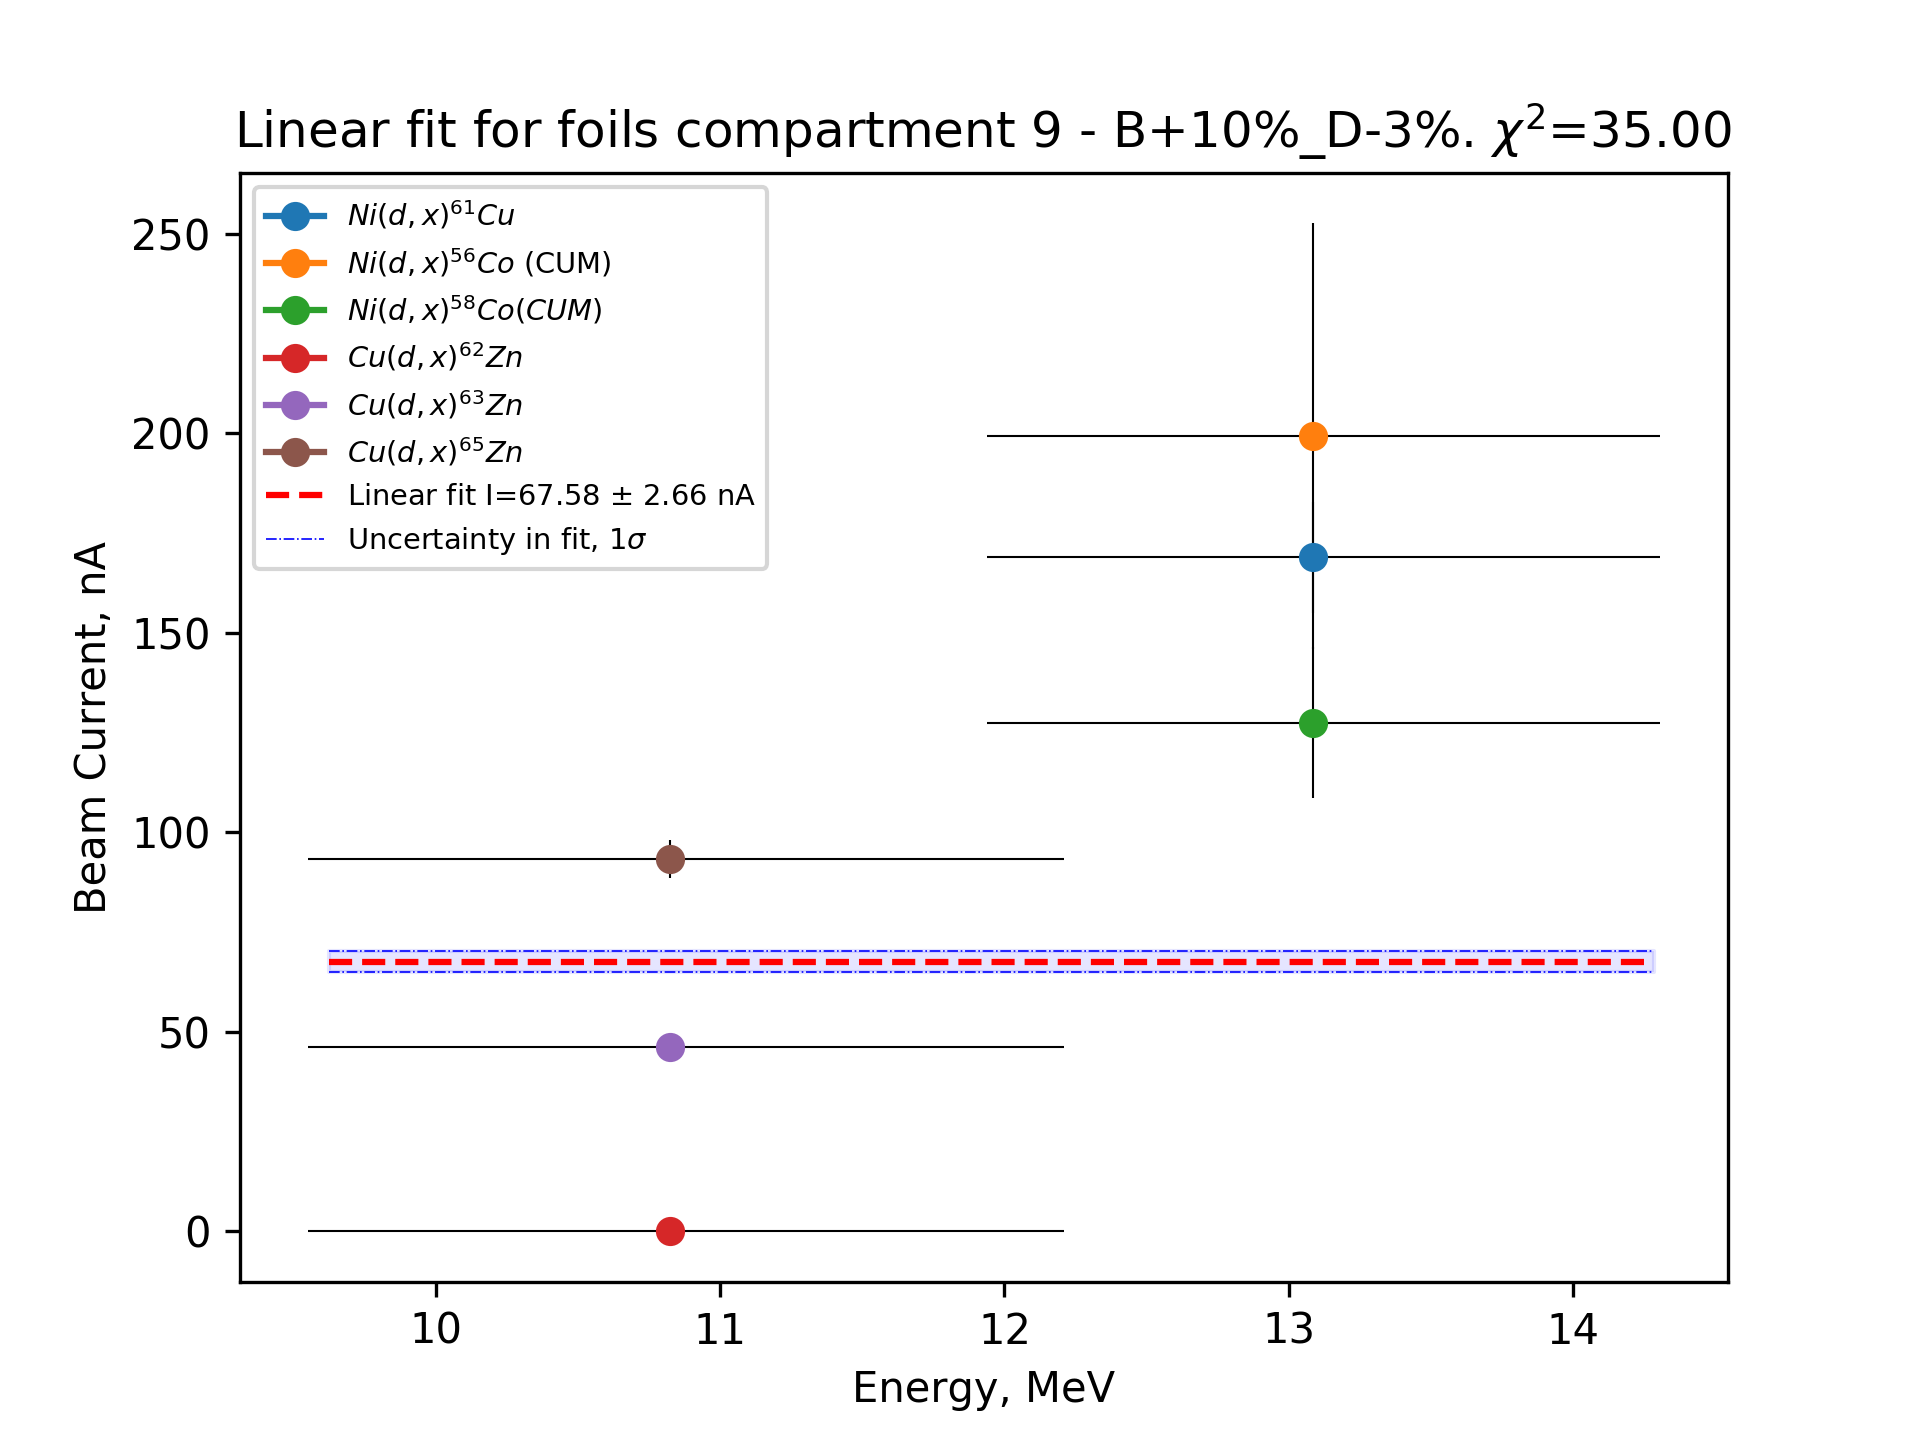 Linear fit for foils compartment 9 - B+10%_D-3%. χ²=35.00
Ni(d, x)⁶¹Cu
Ni(d, x)⁵⁶Co (CUM)
Ni(d, x)⁵⁸Co(CUM)
Cu(d, x)⁶²Zn
Cu(d, x)⁶³Zn
Cu(d, x)⁶⁵Zn
Linear fit I=67.58 ± 2.66 nA
Uncertainty in fit, 1σ
Beam Current, nA
250
200
150
100
50
0
10 11 12 13 14
Energy, MeV